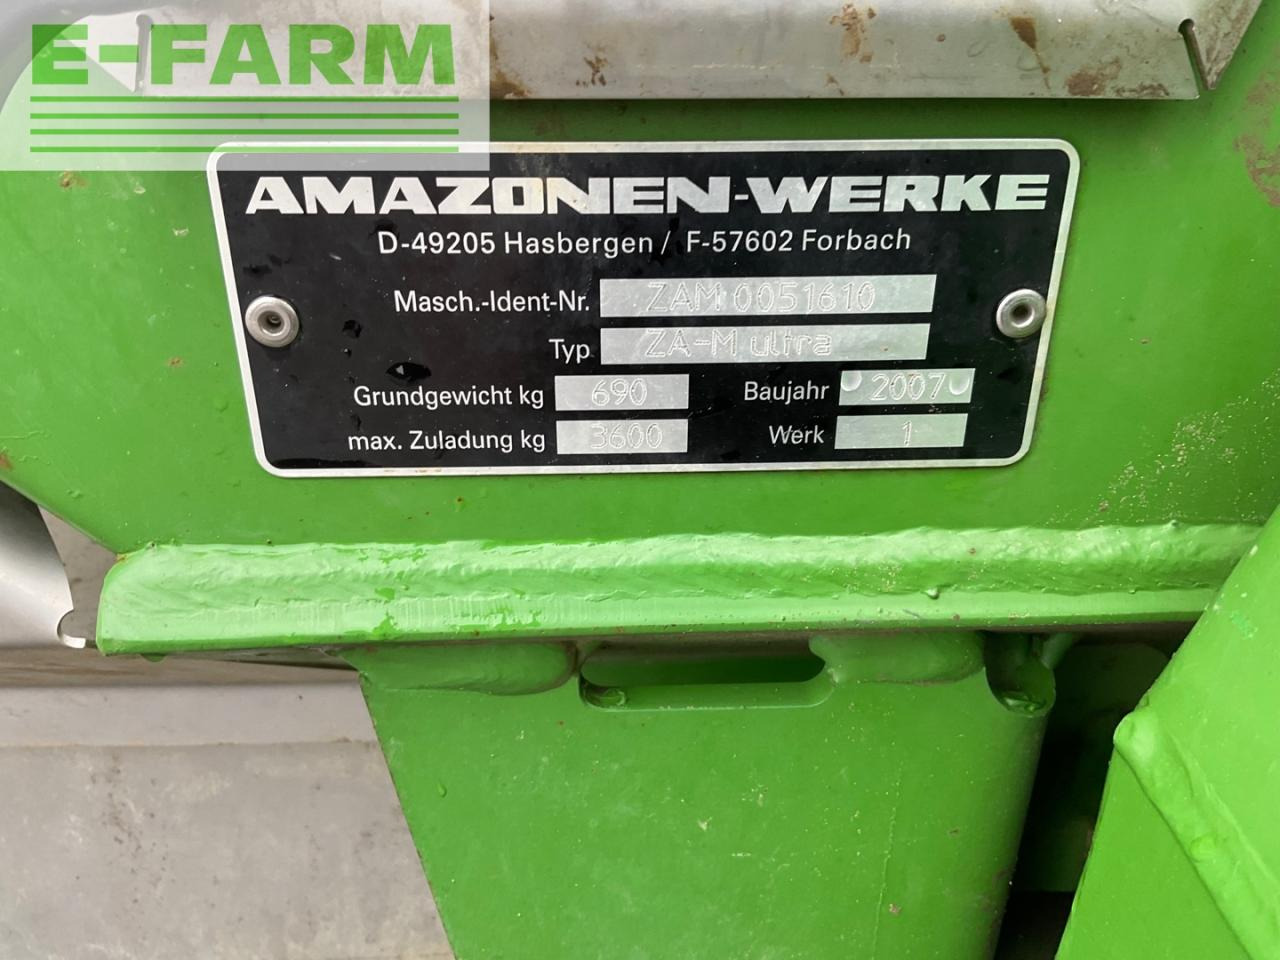 E-FARM
AMAZONEN-WERKE
D-49205 Hasbergen / F-57602 Forbach
Masch.-Ident-Nr. ZAM 0051610
Typ ZA-M ultra
Grundgewicht kg 690 Baujahr 2007
max. Zuladung kg 3600 Werk 1